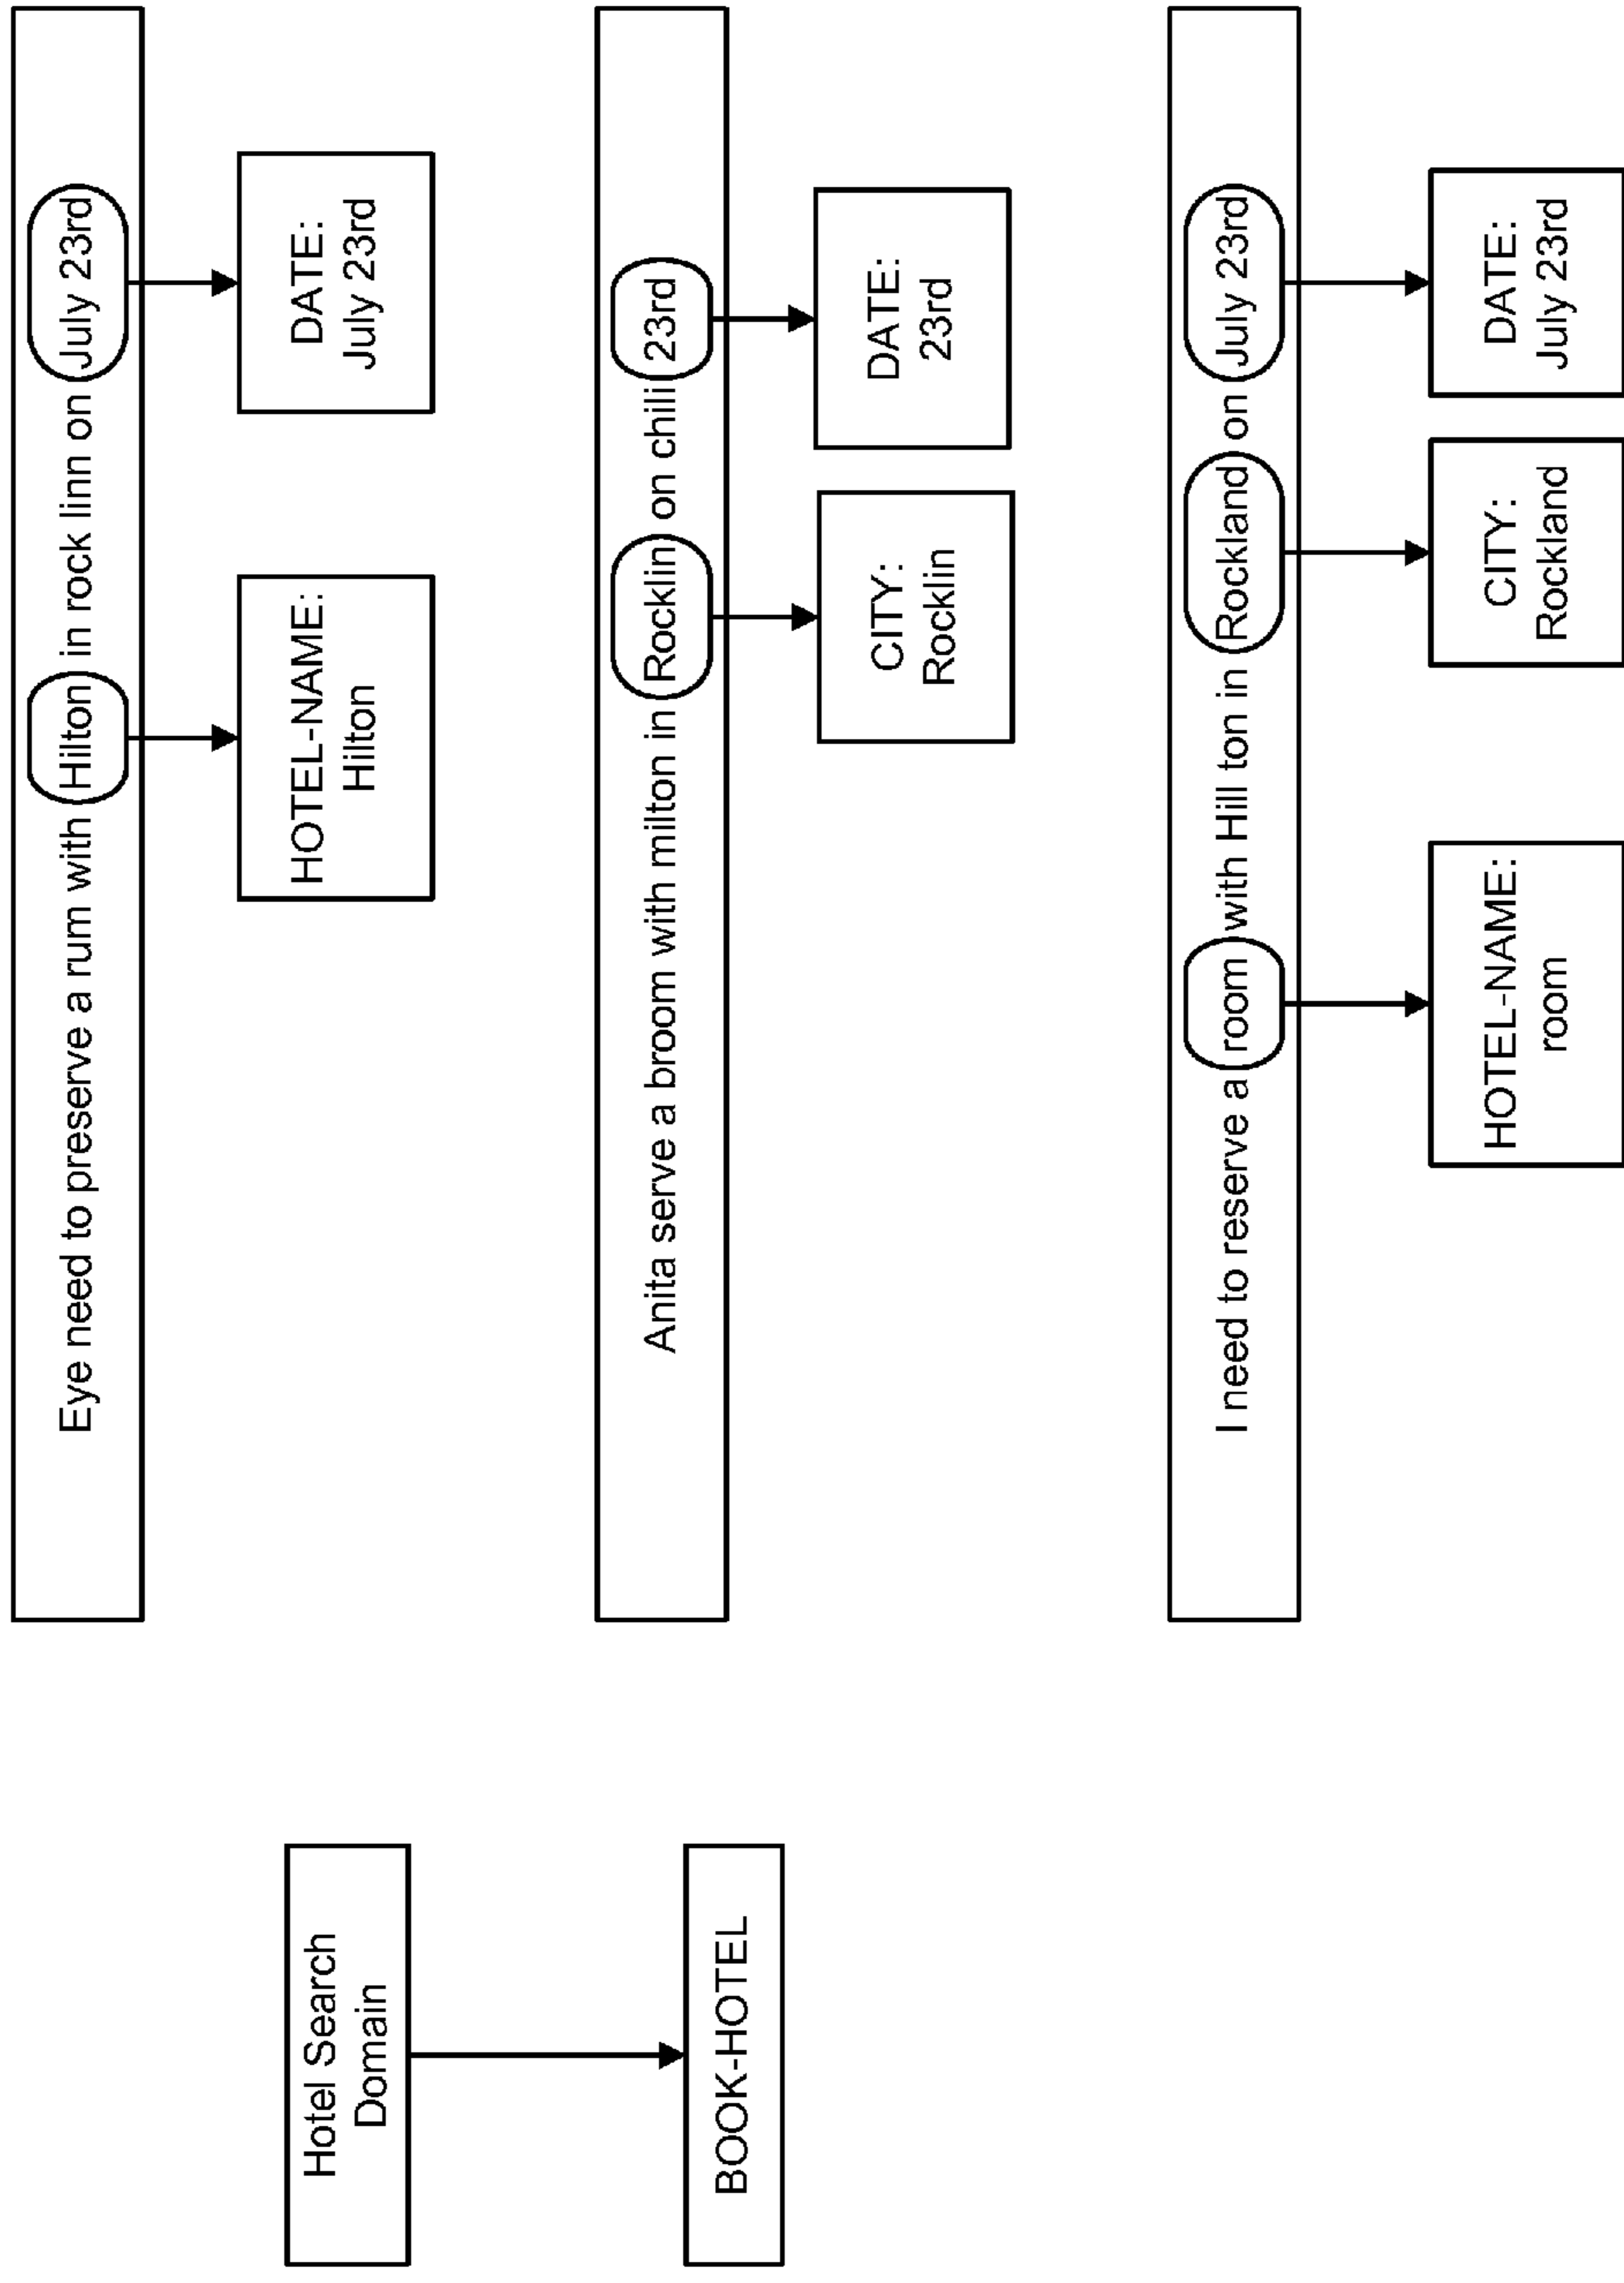 Hotel Search
Domain
BOOK-HOTEL
Eye need to preserve a rum with Hilton in rock linn on July 23rd
HOTEL-NAME:
Hilton
DATE:
July 23rd
Anita serve a broom with milton in Rocklin on chili 23rd
CITY:
Rocklin
DATE:
23rd
I need to reserve a room with Hill ton in Rockland on July 23rd
HOTEL-NAME:
room
CITY:
Rockland
DATE:
July 23rd